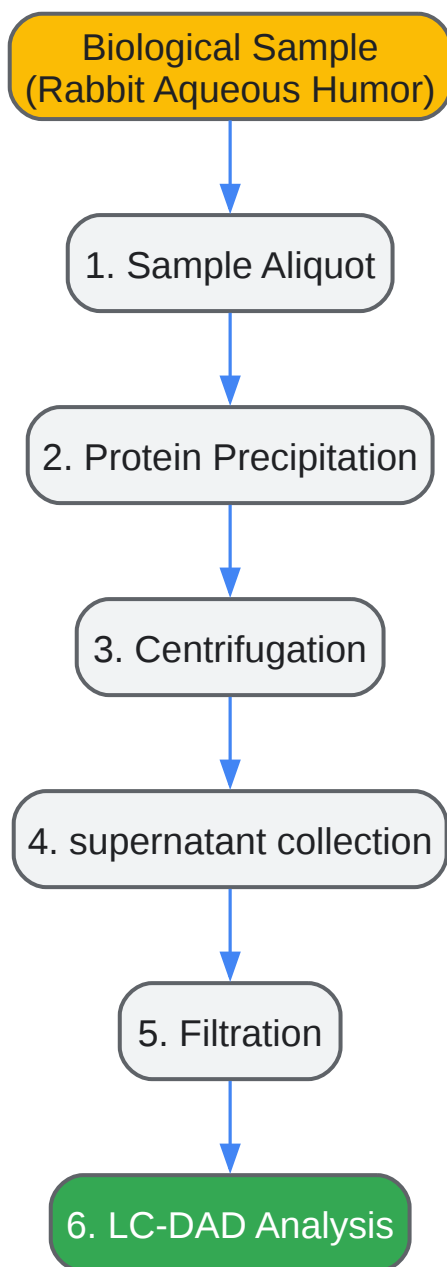 Biological Sample
(Rabbit Aqueous Humor)
1. Sample Aliquot
2. Protein Precipitation
3. Centrifugation
4. supernatant collection
5. Filtration
6. LC-DAD Analysis